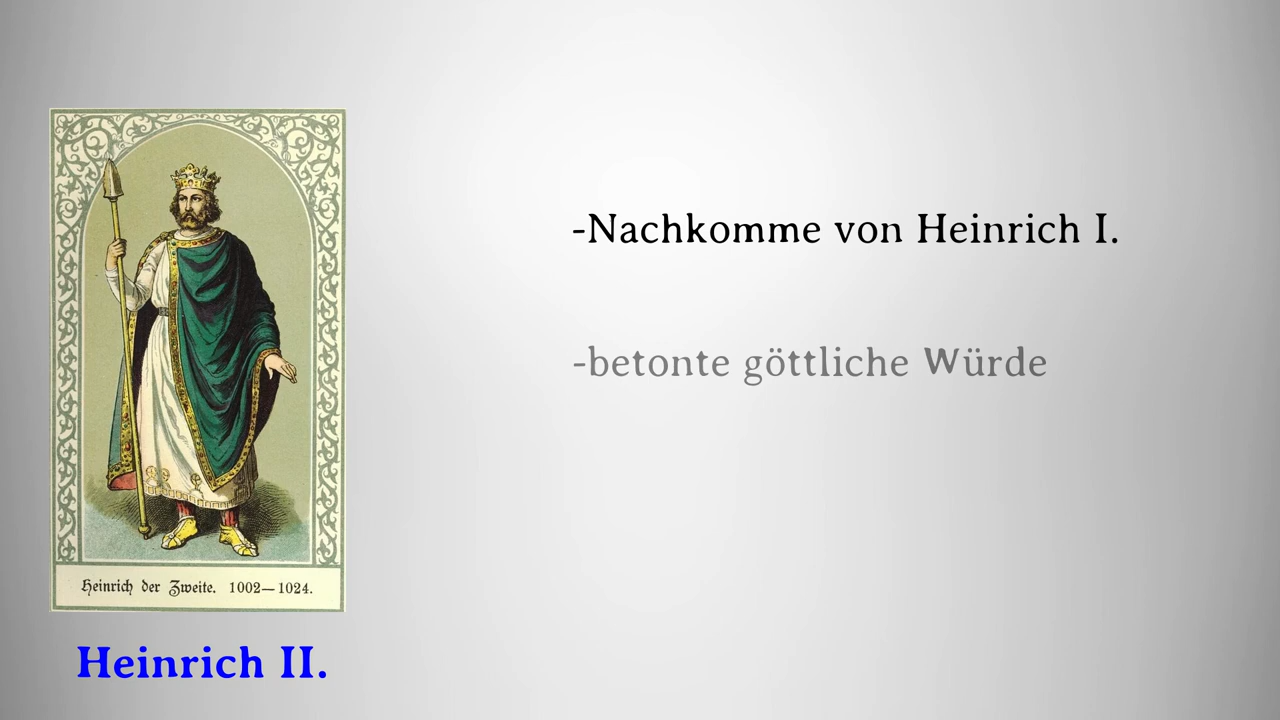 -Nachkomme von Heinrich I.
-betonte göttliche Würde
Heinrich der Zweite. 1002—1024.
Heinrich II.